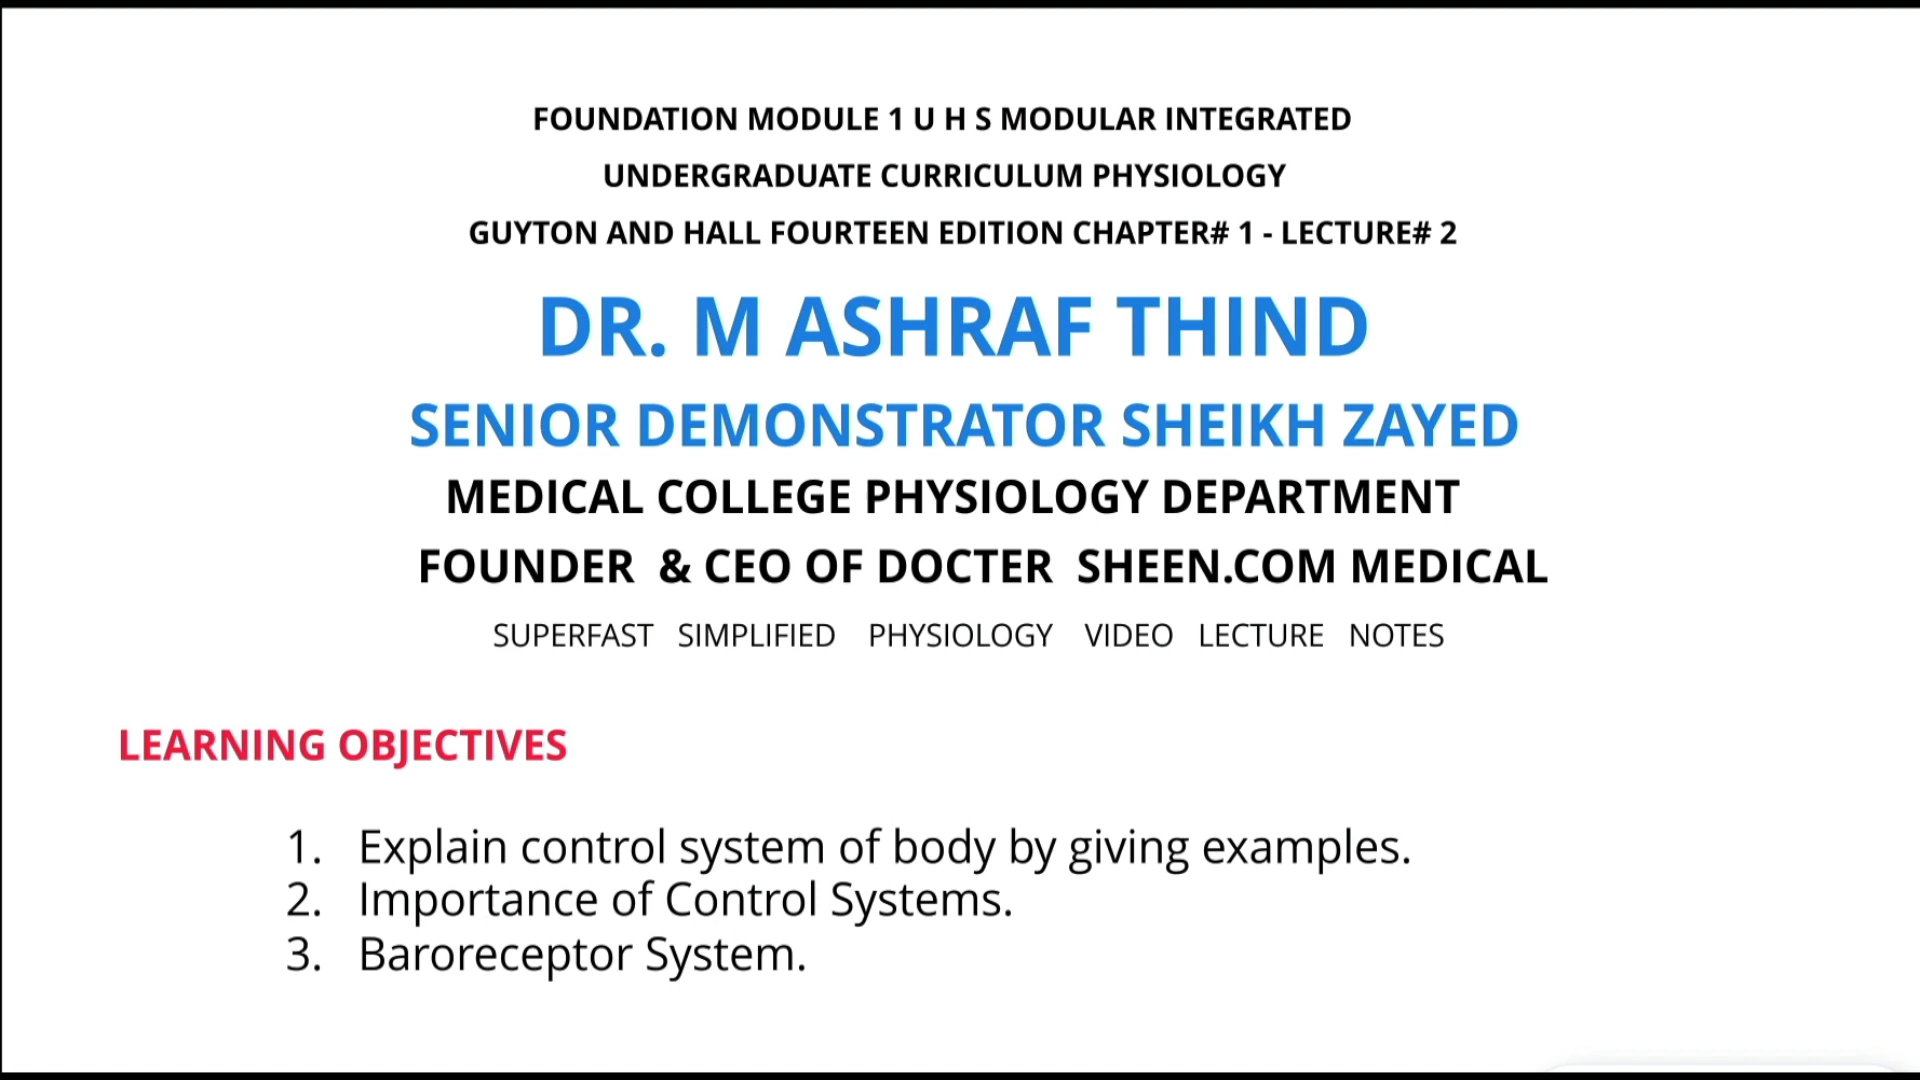 FOUNDATION MODULE 1 U H S MODULAR INTEGRATED
UNDERGRADUATE CURRICULUM PHYSIOLOGY
GUYTON AND HALL FOURTEEN EDITION CHAPTER# 1 - LECTURE# 2
DR. M ASHRAF THIND
SENIOR DEMONSTRATOR SHEIKH ZAYED
MEDICAL COLLEGE PHYSIOLOGY DEPARTMENT
FOUNDER & CEO OF DOCTER SHEEN.COM MEDICAL
SUPERFAST SIMPLIFIED PHYSIOLOGY VIDEO LECTURE NOTES
LEARNING OBJECTIVES
1. Explain control system of body by giving examples.
2. Importance of Control Systems.
3. Baroreceptor System.